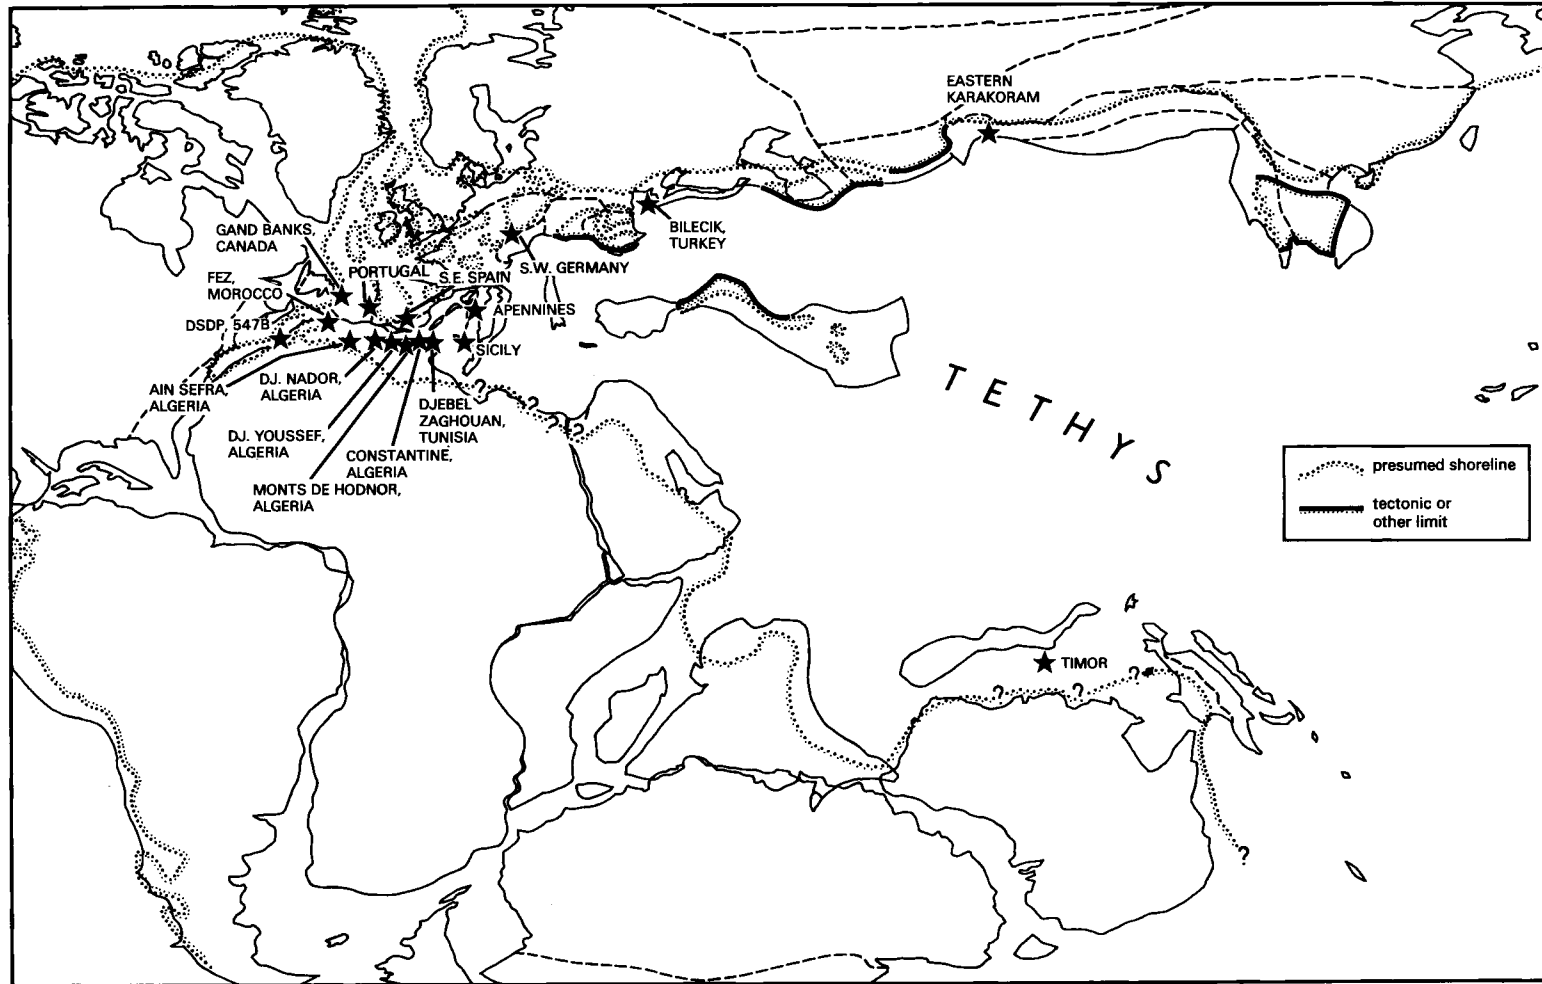 EASTERN
KARAKORAM
GAND BANKS,
CANADA
BILECIK,
TURKEY
FEZ,
MOROCCO
PORTUGAL
S.E. SPAIN
S.W. GERMANY
DSDP, 547B
APENNINES
SICILY
AIN SEFRA,
ALGERIA
DJ. NADOR,
ALGERIA
DJEBEL
ZAGHOUAN,
TUNISIA
DJ. YOUSSEF,
ALGERIA
CONSTANTINE,
ALGERIA
MONTS DE HODNOR,
ALGERIA
? ? ? ?
TETHYS
presumed shoreline
tectonic or
other limit
TIMOR
? ? ?
?